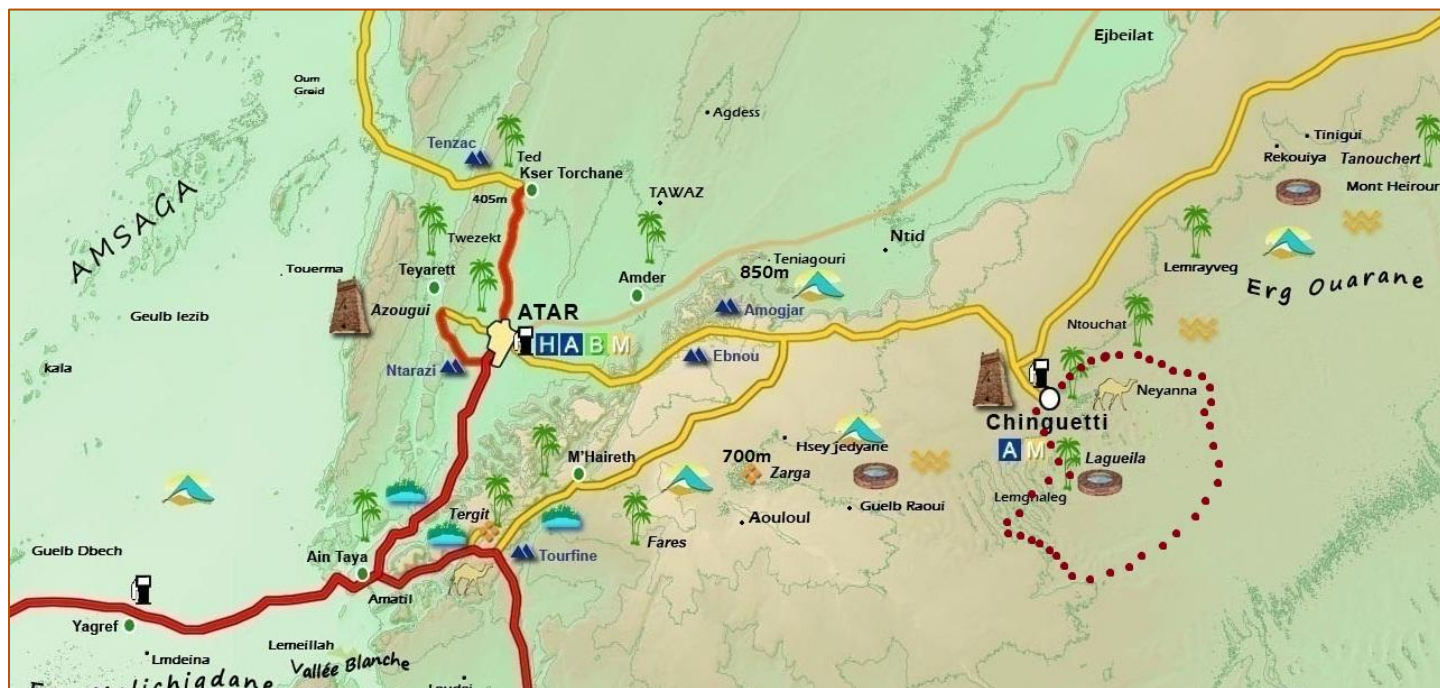 Ejbeilat
Oum
Greid
Agdess
Tenzac
Ted
Kser Torchane
405m
Tinigui
Rekouiya
Tanouchert
Mont Heirour
TAWAZ
AMSAGA
Twezekt
Ntid
Touerma
Teyarett
Amder
850m
Teniagouri
Lemrayveg
Erg Ouarane
Azougui
Geulb Iezib
ATAR
H A B M
Amogjar
Ntouchat
Ebnou
Ntarazi
kala
Neyanna
Chinguetti
A M
Hsey jedyane
700m
Zarga
M'Haireth
Lagueila
Lemghaleg
Guelb Raoui
Aouloul
Tergit
Fares
Guelb Dbech
Ain Taya
Tourfine
Amatil
Yagref
Lmdeina
Lemeillah
Vallée Blanche